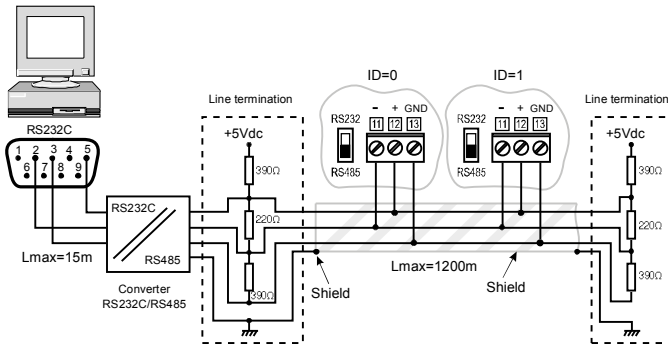 ID=0
ID=1
Line termination
Line termination
- + GND
- + GND
RS232
11 12 13
RS232
11 12 13
RS232C
+5Vdc
+5Vdc
1 2 3 4 5
6 7 8 9
RS485
RS485
390Ω
390Ω
RS232C
220Ω
220Ω
Lmax=15m
RS485
Lmax=1200m
390Ω
390Ω
Converter
RS232C/RS485
Shield
Shield